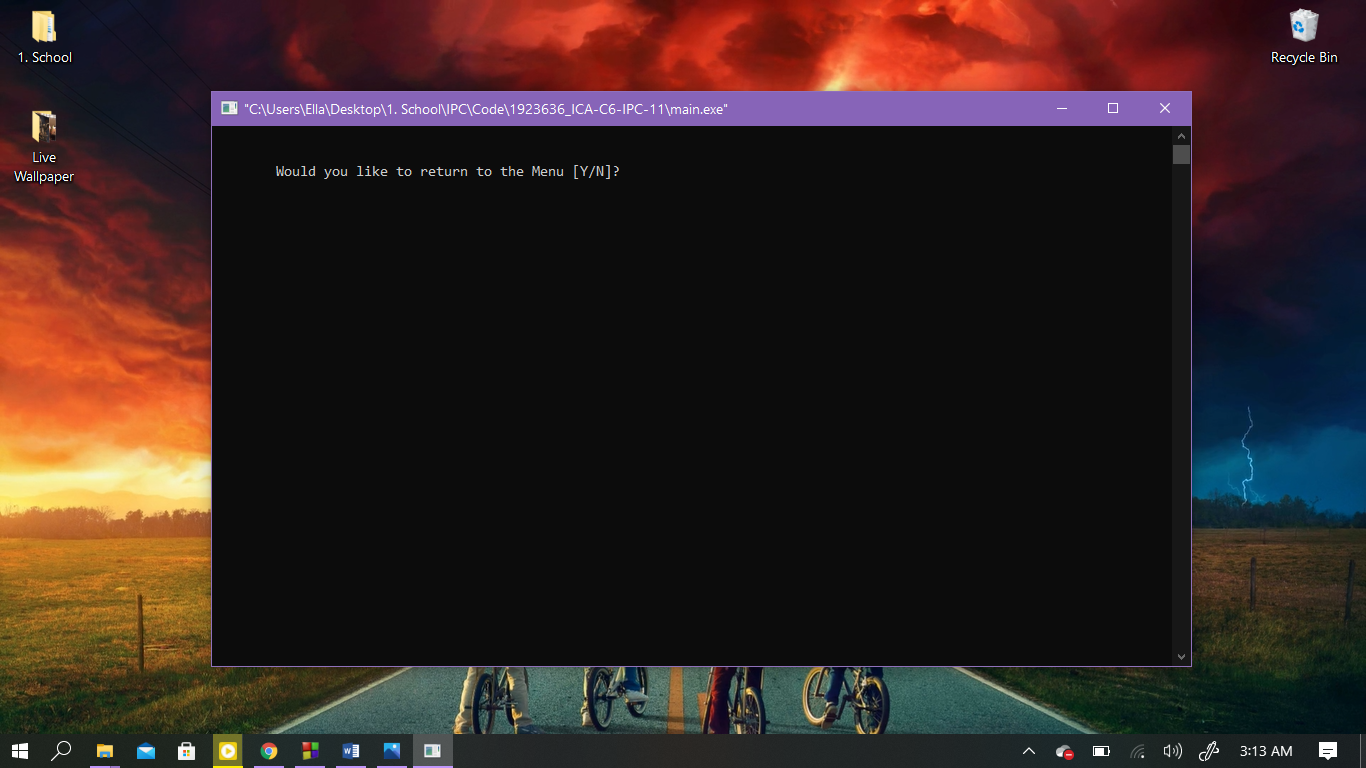 1. School
Recycle Bin
Live
Wallpaper
"C:\Users\Ella\Desktop\1. School\IPC\Code\1923636_ICA-C6-IPC-11\main.exe"
Would you like to return to the Menu [Y/N]?
3:13 AM